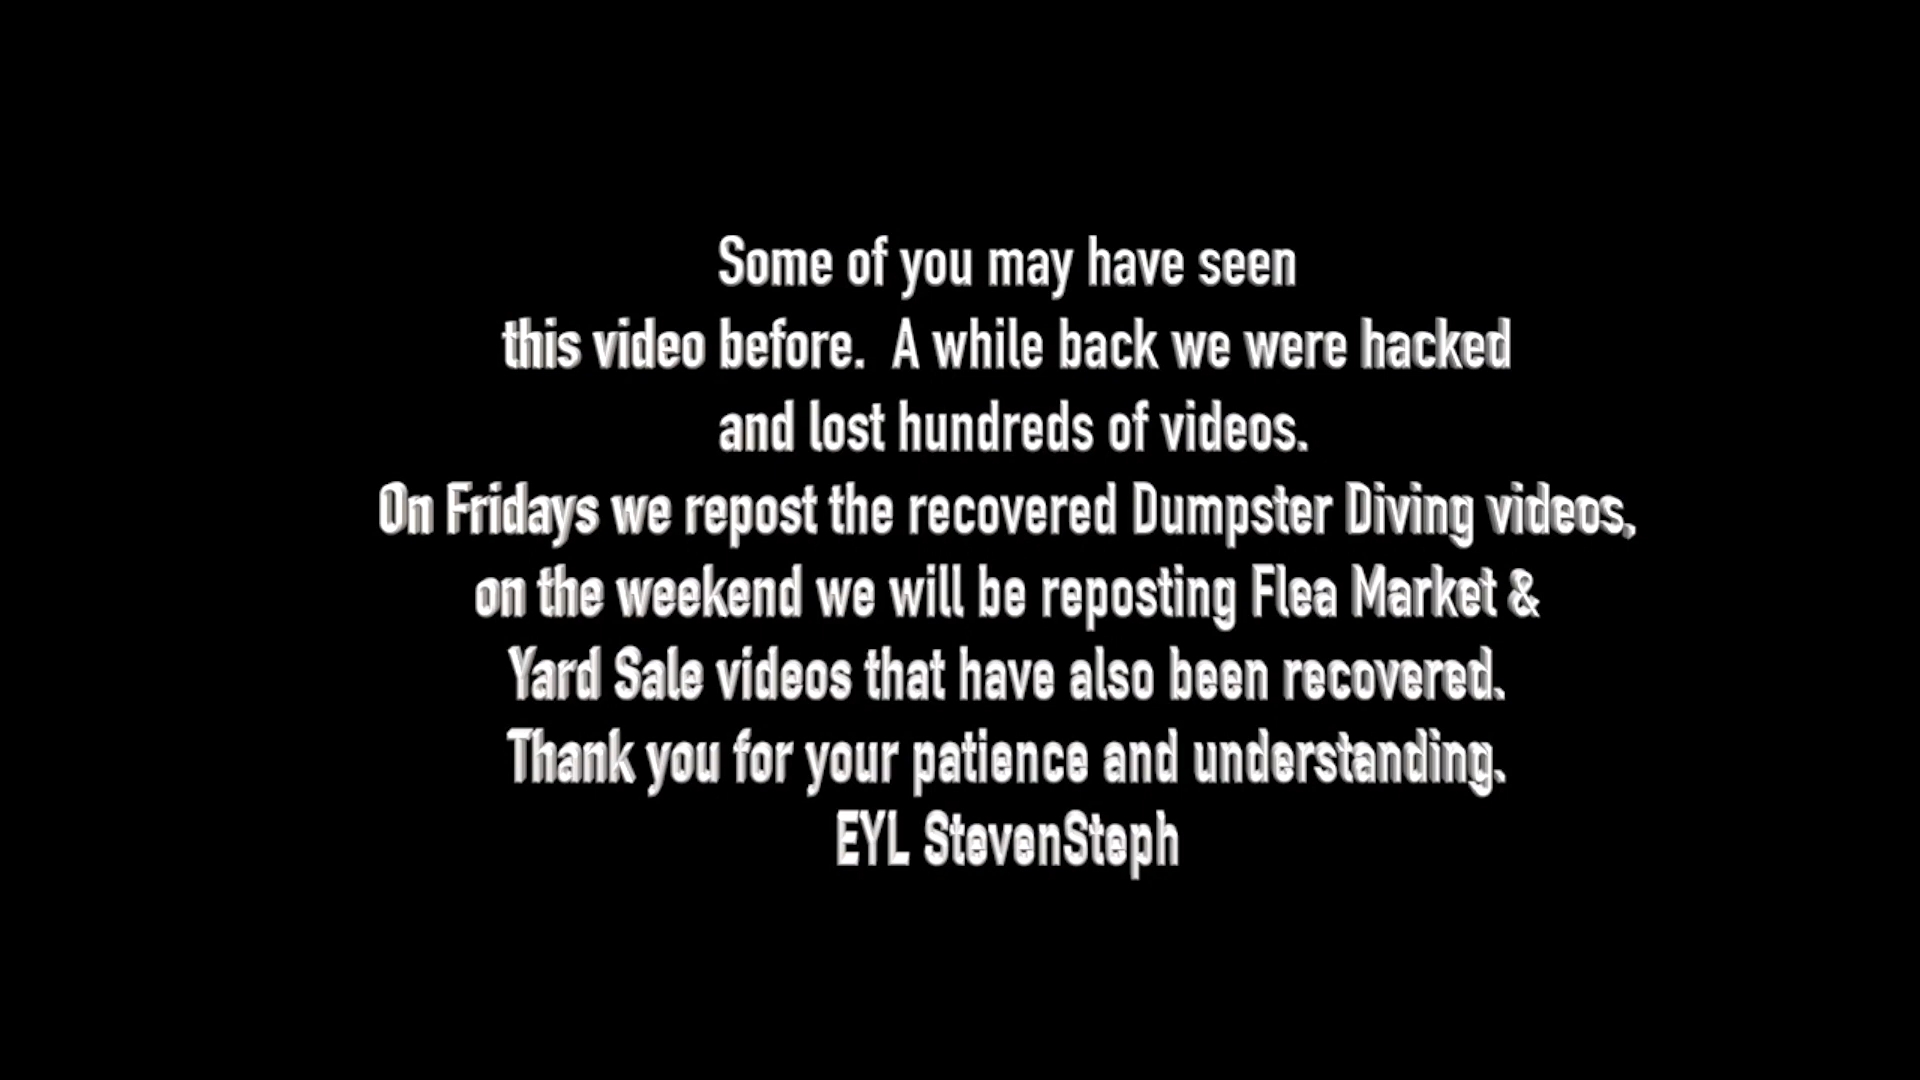 Some of you may have seen
this video before.  A while back we were hacked
and lost hundreds of videos.
On Fridays we repost the recovered Dumpster Diving videos,
on the weekend we will be reposting Flea Market &
Yard Sale videos that have also been recovered.
Thank you for your patience and understanding.
EYL StevenSteph